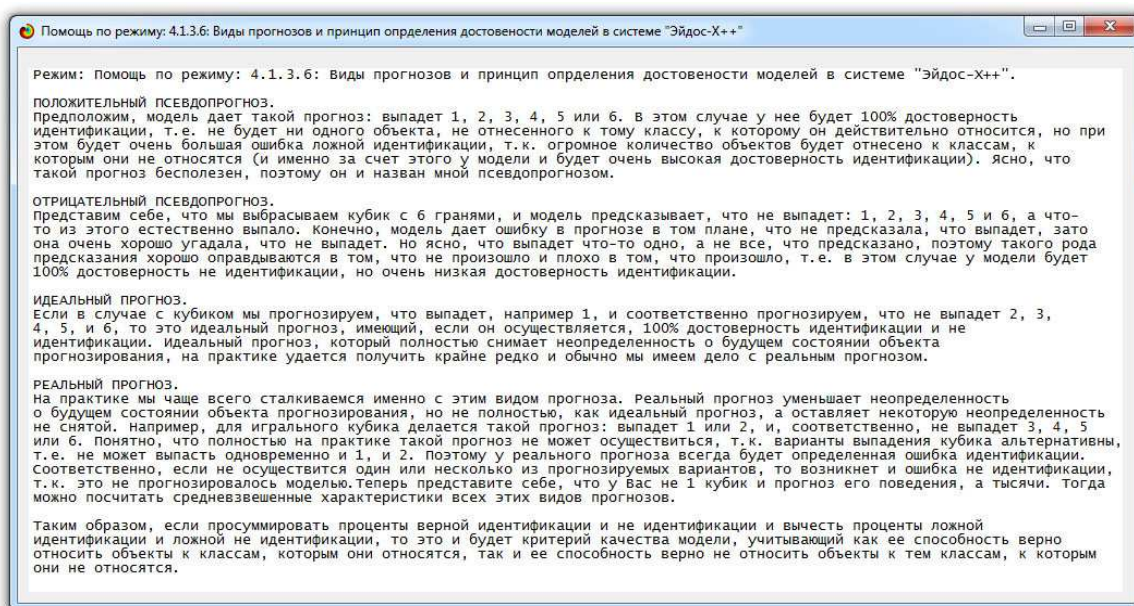 Помощь по режиму: 4.1.3.6: Виды прогнозов и принцип опрделения достовености моделей в системе "Эйдос-Х++"
Режим: Помощь по режиму: 4.1.3.6: Виды прогнозов и принцип опрделения достовености моделей в системе "Эйдос-Х++".
ПОЛОЖИТЕЛЬНЫЙ ПСЕВДОПРОГНОЗ.
Предположим, модель дает такой прогноз: выпадет 1, 2, 3, 4, 5 или 6. В этом случае у нее будет 100% достоверность
идентификации, т.е. не будет ни одного объекта, не отнесенного к тому классу, к которому он действительно относится, но при
этом будет очень большая ошибка ложной идентификации, т.к. огромное количество объектов будет отнесено к классам, к
которым они не относятся (и именно за счет этого у модели и будет очень высокая достоверность идентификации). Ясно, что
такой прогноз бесполезен, поэтому он и назван мной псевдопрогнозом.
ОТРИЦАТЕЛЬНЫЙ ПСЕВДОПРОГНОЗ.
Представим себе, что мы выбрасываем кубик с 6 гранями, и модель предсказывает, что не выпадет: 1, 2, 3, 4, 5 и 6, а что-
то из этого естественно выпало. Конечно, модель дает ошибку в прогнозе в том плане, что не предсказала, что выпадет, зато
она очень хорошо угадала, что не выпадет. Но ясно, что выпадет что-то одно, а не все, что предсказано, поэтому такого рода
предсказания хорошо оправдываются в том, что не произошло и плохо в том, что произошло, т.е. в этом случае у модели будет
100% достоверность не идентификации, но очень низкая достоверность идентификации.
ИДЕАЛЬНЫЙ ПРОГНОЗ.
Если в случае с кубиком мы прогнозируем, что выпадет, например 1, и соответственно прогнозируем, что не выпадет 2, 3,
4, 5, и 6, то это идеальный прогноз, имеющий, если он осуществляется, 100% достоверность идентификации и не
идентификации. Идеальный прогноз, который полностью снимает неопределенность о будущем состоянии объекта
прогнозирования, на практике удается получить крайне редко и обычно мы имеем дело с реальным прогнозом.
РЕАЛЬНЫЙ ПРОГНОЗ.
На практике мы чаще всего сталкиваемся именно с этим видом прогноза. Реальный прогноз уменьшает неопределенность
о будущем состоянии объекта прогнозирования, но не полностью, как идеальный прогноз, а оставляет некоторую неопределенность
не снятой. Например, для игрального кубика делается такой прогноз: выпадет 1 или 2, и, соответственно, не выпадет 3, 4, 5
или 6. Понятно, что полностью на практике такой прогноз не может осуществиться, т.к. варианты выпадения кубика альтернативны,
т.е. не может выпасть одновременно и 1, и 2. Поэтому у реального прогноза всегда будет определенная ошибка идентификации.
Соответственно, если не осуществится один или несколько из прогнозируемых вариантов, то возникнет и ошибка не идентификации,
т.к. это не прогнозировалось моделью.Теперь представите себе, что у Вас не 1 кубик и прогноз его поведения, а тысячи. Тогда
можно посчитать средневзвешенные характеристики всех этих видов прогнозов.
Таким образом, если просуммировать проценты верной идентификации и не идентификации и вычесть проценты ложной
идентификации и ложной не идентификации, то это и будет критерий качества модели, учитывающий как ее способность верно
относить объекты к классам, которым они относятся, так и ее способность верно не относить объекты к тем классам, к которым
они не относятся.